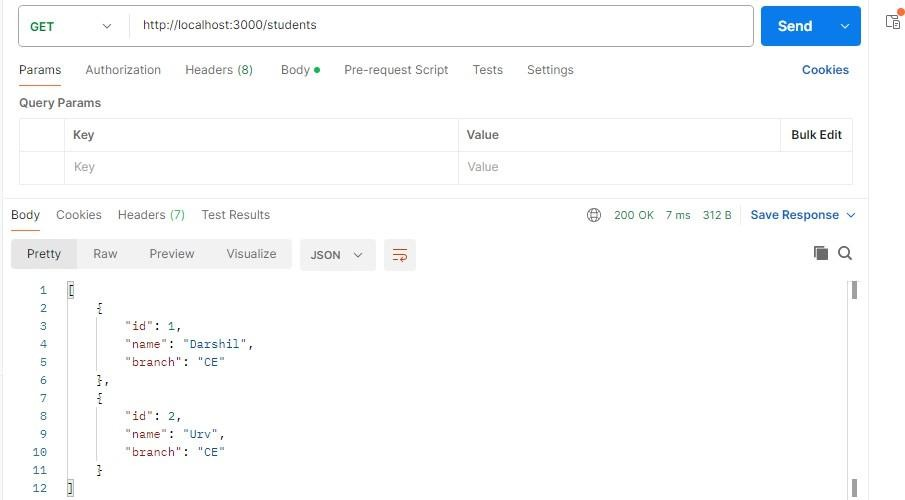 GET http://localhost:3000/students Send
Params Authorization Headers (8) Body Pre-request Script Tests Settings Cookies
Query Params
Key Value Bulk Edit
Key Value
Body Cookies Headers (7) Test Results 200 OK 7 ms 312 B Save Response
Pretty Raw Preview Visualize JSON
1 [
2 {
3 "id": 1,
4 "name": "Darshil",
5 "branch": "CE"
6 },
7 {
8 "id": 2,
9 "name": "Urv",
10 "branch": "CE"
11 }
12 ]